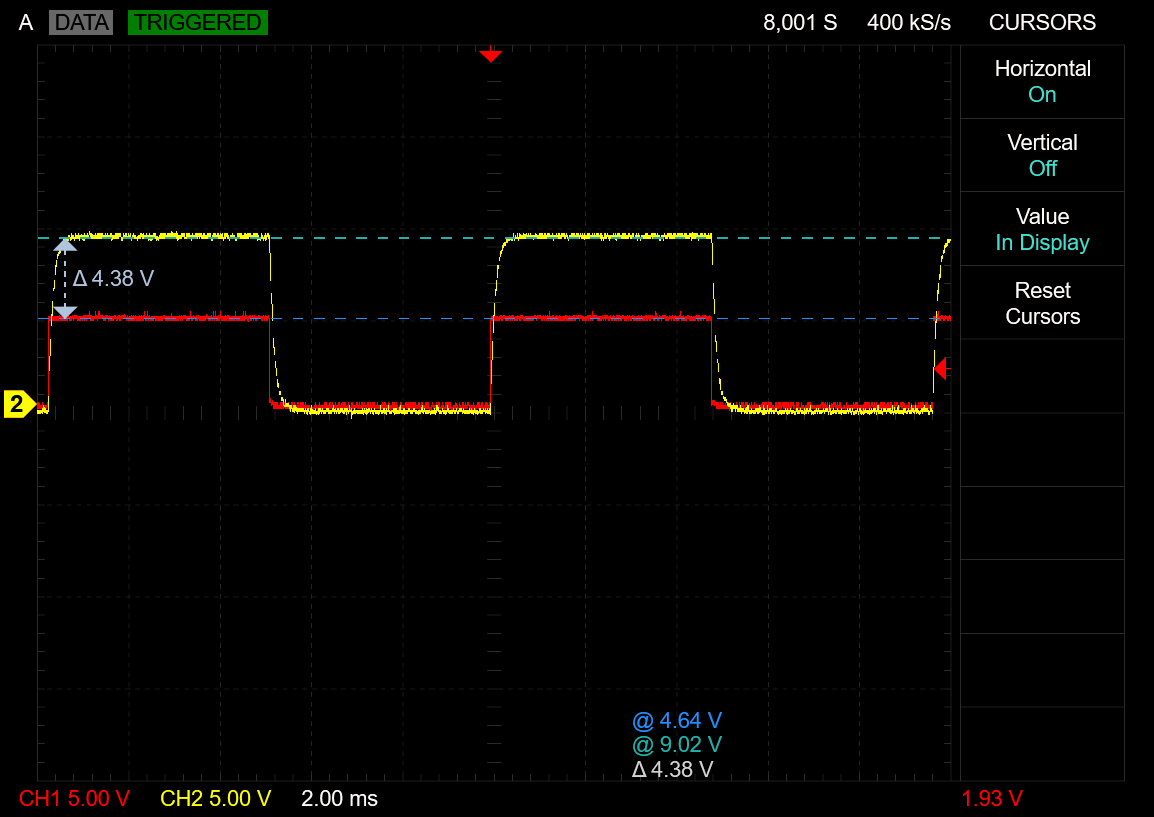 A DATA TRIGGERED 8,001 S 400 kS/s CURSORS
Horizontal
On
Vertical
Off
Value
In Display
Reset
Cursors
Δ 4.38 V
2
@ 4.64 V
@ 9.02 V
Δ 4.38 V
CH1 5.00 V CH2 5.00 V 2.00 ms 1.93 V